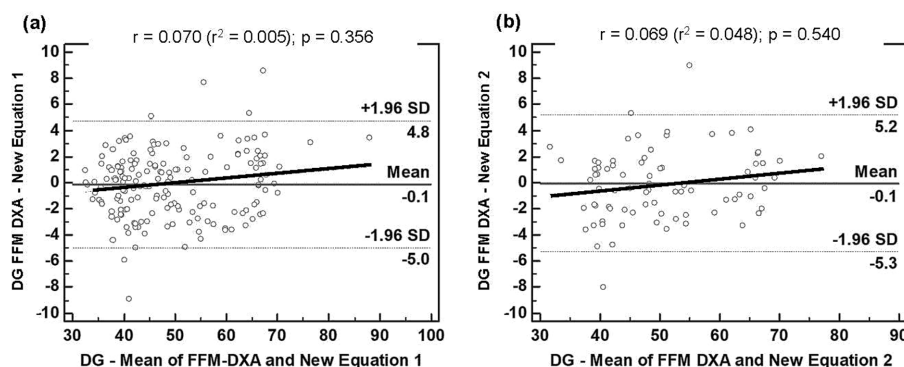 (a)
r = 0.070 (r² = 0.005); p = 0.356
DG FFM DXA - New Equation 1
10
8
6
4
2
0
-2
-4
-6
-8
-10
+1.96 SD
4.8
Mean
-0.1
-1.96 SD
-5.0
30 40 50 60 70 80 90 100
DG - Mean of FFM-DXA and New Equation 1
(b)
r = 0.069 (r² = 0.048); p = 0.540
DG FFM DXA - New Equation 2
10
8
6
4
2
0
-2
-4
-6
-8
-10
+1.96 SD
5.2
Mean
-0.1
-1.96 SD
-5.3
30 40 50 60 70 80 90
DG - Mean of FFM DXA and New Equation 2